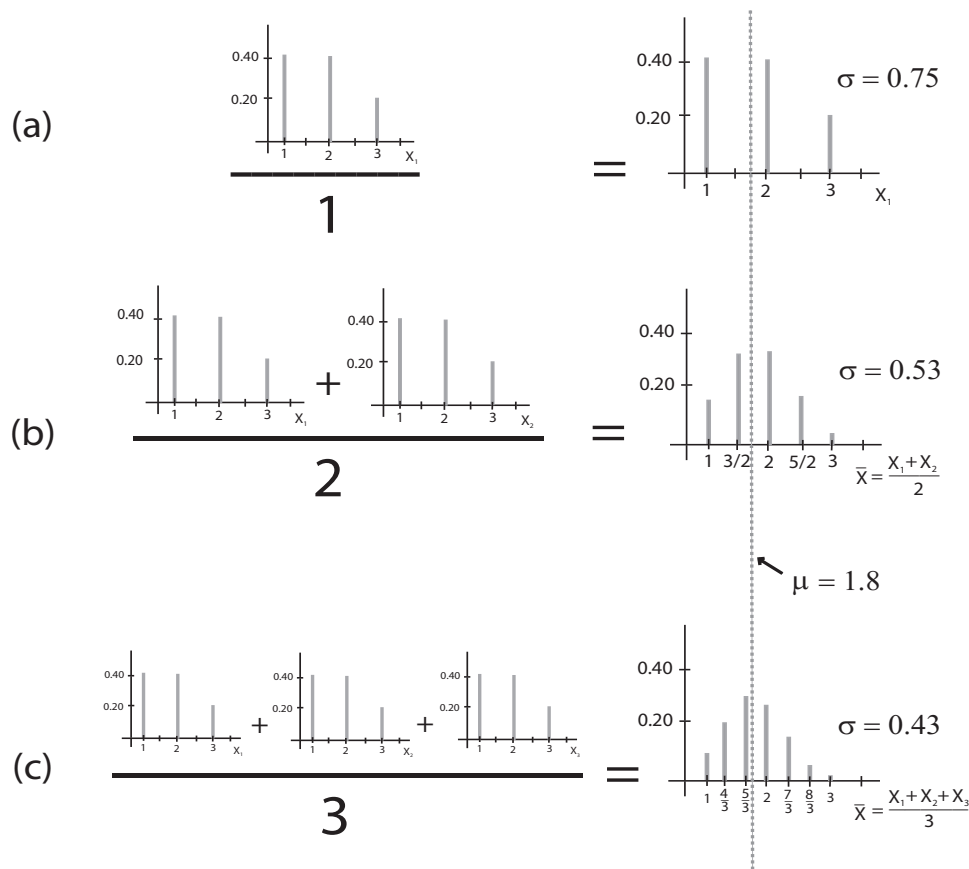 (a)
0.40
0.20
1 2 3 X₁
1
=
0.40
0.20
1 2 3
X₁
σ = 0.75
(b)
0.40
0.20
1 2 3 X₁
+
0.40
0.20
1 2 3 X₂
2
=
0.40
0.20
1 3/2 2 5/2 3
σ = 0.53
X̄ = X₁+X₂
2
μ = 1.8
(c)
0.40
0.20
1 2 3 X₁
+
0.40
0.20
1 2 3 X₂
+
0.40
0.20
1 2 3 X₃
3
=
0.40
0.20
1 4/3 5/3 2 7/3 8/3 3
σ = 0.43
X̄ = X₁+X₂+X₃
3